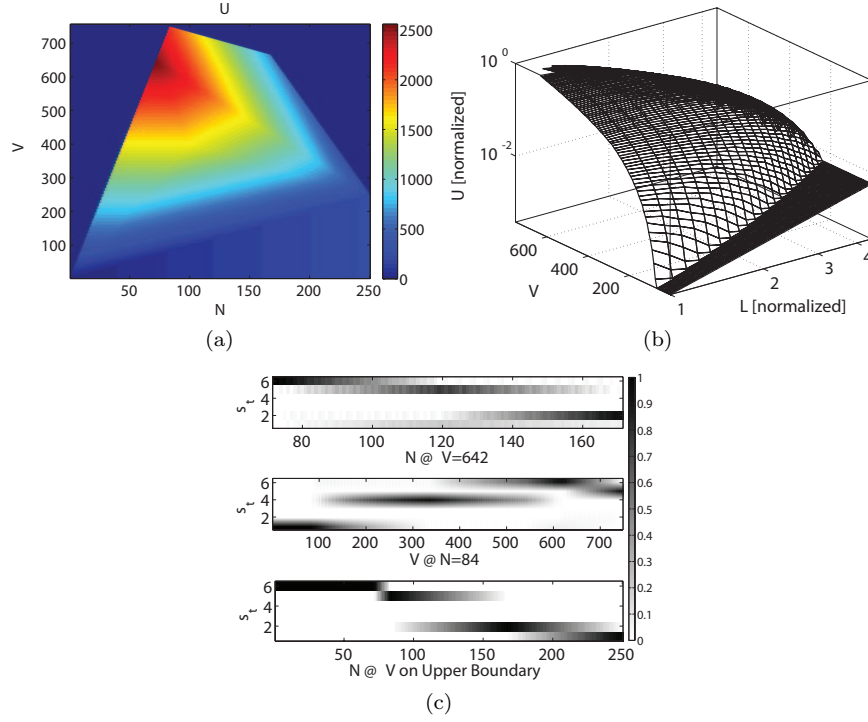 U
700
600
500
400
300
200
100
V
50 100 150 200 250
N
2500
2000
1500
1000
500
0
(a)
10^0
10^-2
U [normalized]
600
400
200
V
1
2
3
4
L [normalized]
(b)
6
4
2
s_t
80 100 120 140 160
N @ V=642
6
4
2
s_t
100 200 300 400 500 600 700
V @ N=84
6
4
2
s_t
50 100 150 200 250
N @ V on Upper Boundary
1
0.9
0.8
0.7
0.6
0.5
0.4
0.3
0.2
0.1
0
(c)